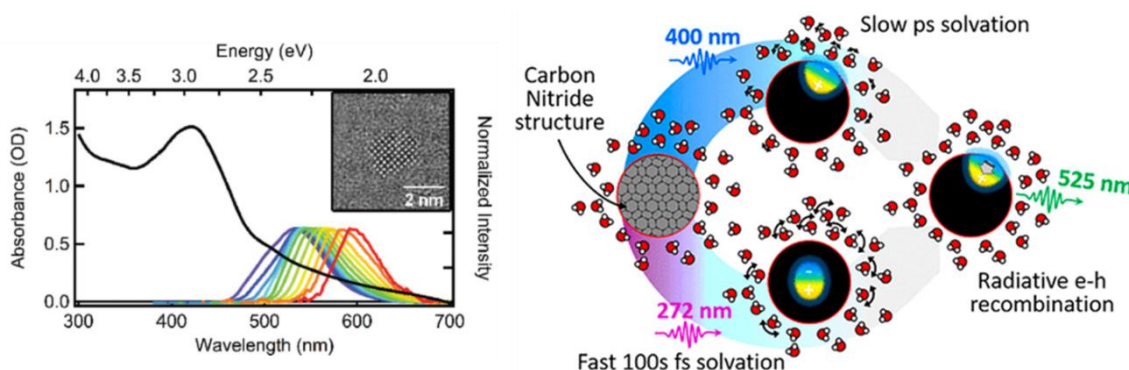 Energy (eV)
4.0 3.5 3.0 2.5 2.0
Absorbance (OD)
1.5
1.0
0.5
0.0
2 nm
Normalized Intensity
300 400 500 600 700
Wavelength (nm)
Slow ps solvation
400 nm
Carbon
Nitride
structure
525 nm
Radiative e-h
recombination
272 nm
Fast 100s fs solvation